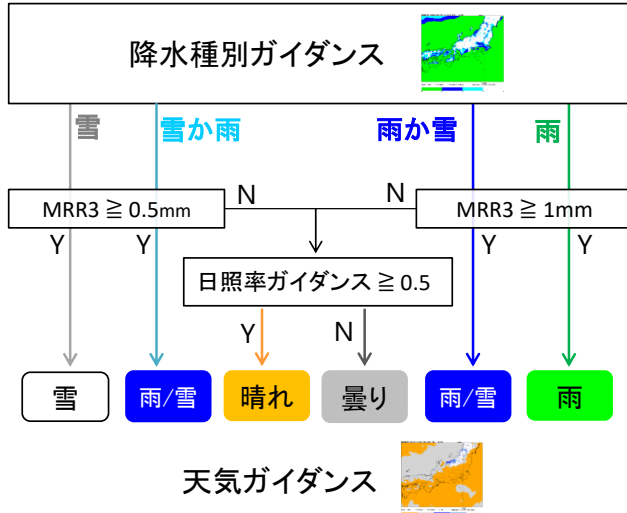 降水種別ガイダンス
雪
雪か雨
雨か雪
雨
N
N
MRR3 ≧ 0.5mm
MRR3 ≧ 1mm
Y
Y
Y
Y
日照率ガイダンス ≧ 0.5
Y
N
雪
雨/雪
晴れ
曇り
雨/雪
雨
天気ガイダンス